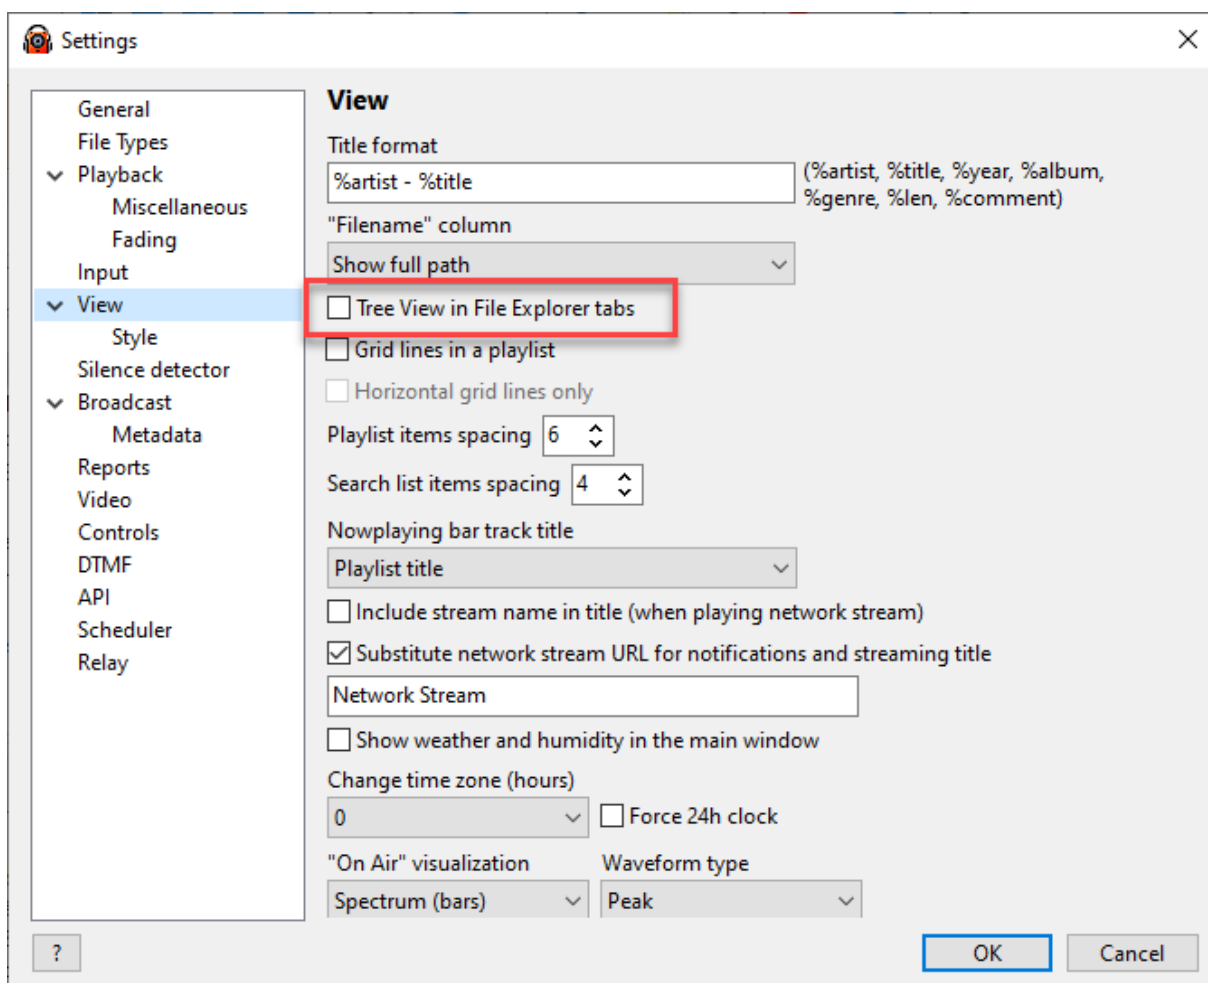 Settings
General
File Types
Playback
Miscellaneous
Fading
Input
View
Style
Silence detector
Broadcast
Metadata
Reports
Video
Controls
DTMF
API
Scheduler
Relay
View
Title format
%artist - %title
(%artist, %title, %year, %album,
%genre, %len, %comment)
"Filename" column
Show full path
Tree View in File Explorer tabs
Grid lines in a playlist
Horizontal grid lines only
Playlist items spacing 6
Search list items spacing 4
Nowplaying bar track title
Playlist title
Include stream name in title (when playing network stream)
Substitute network stream URL for notifications and streaming title
Network Stream
Show weather and humidity in the main window
Change time zone (hours)
0 Force 24h clock
"On Air" visualization Waveform type
Spectrum (bars) Peak
? OK Cancel